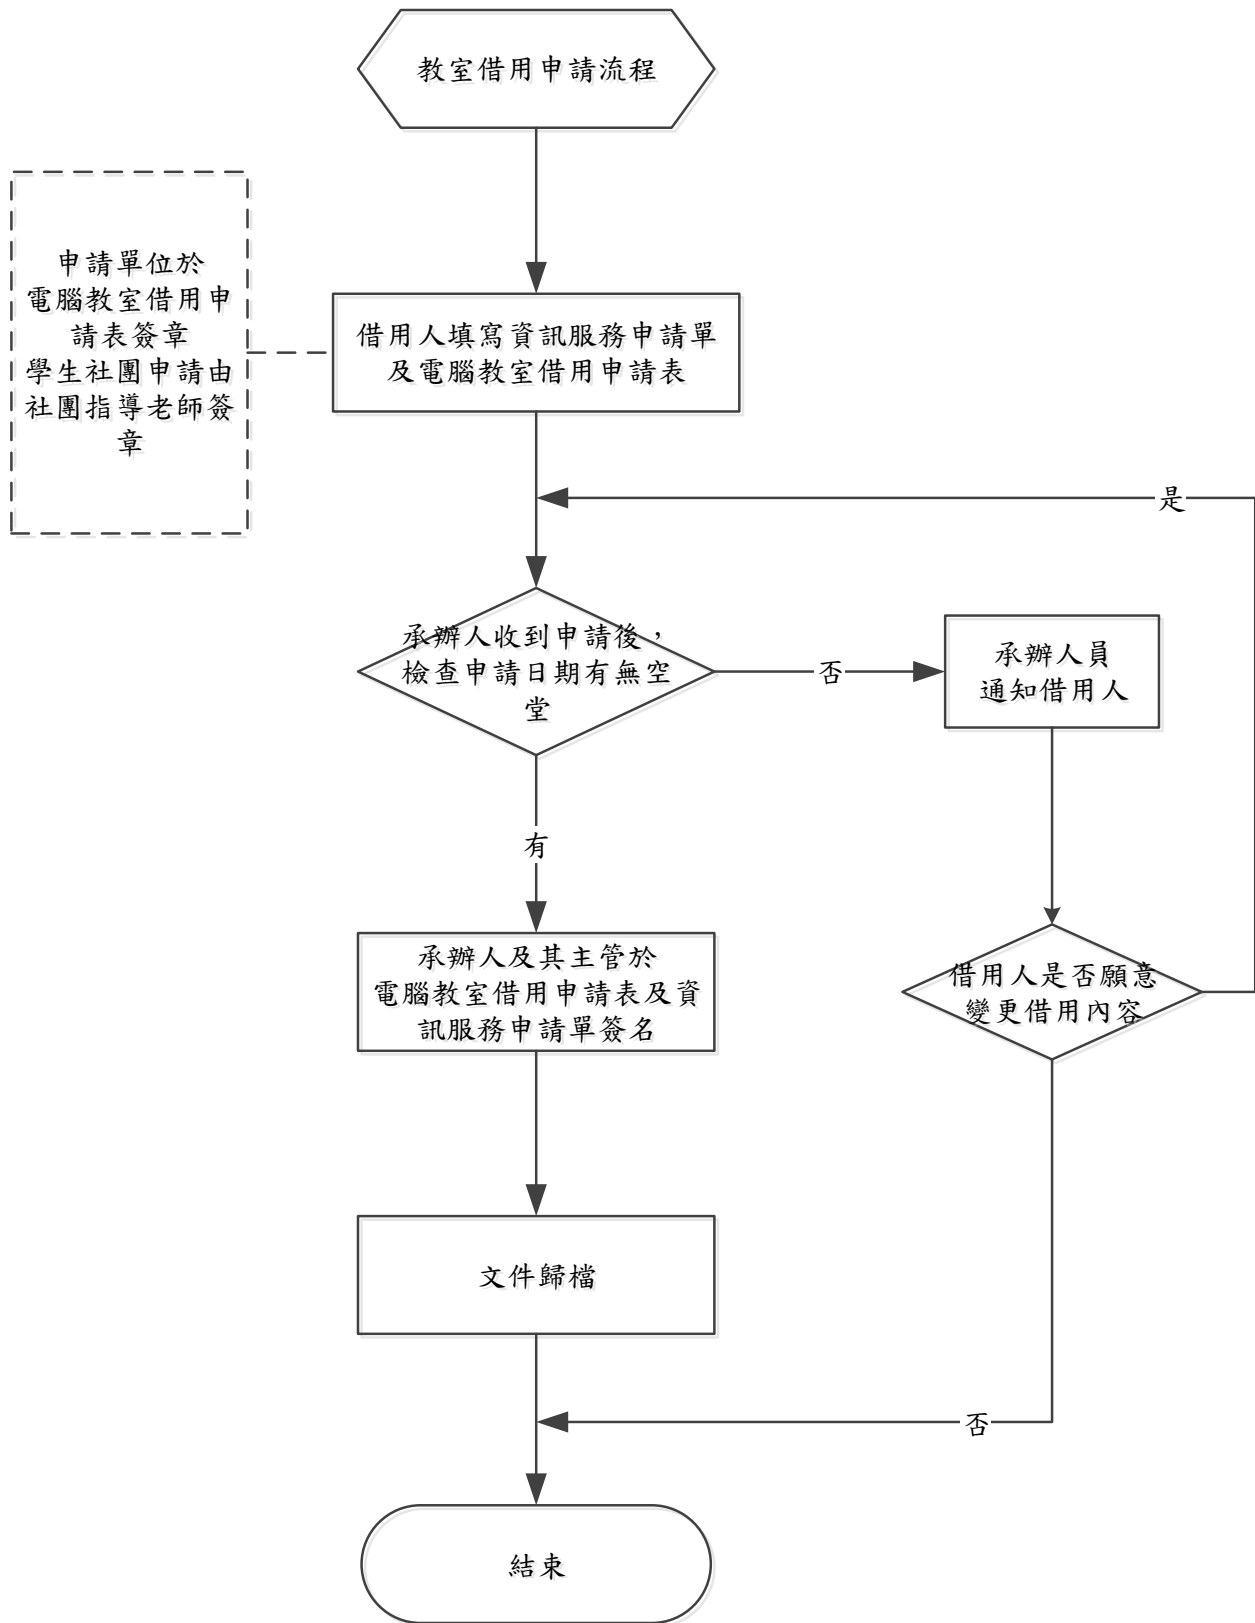 教室借用申請流程
申請單位於
電腦教室借用申
請表簽章
學生社團申請由
社團指導老師簽
章
借用人填寫資訊服務申請單
及電腦教室借用申請表
是
承辦人收到申請後，
檢查申請日期有無空
堂
否
承辦人員
通知借用人
有
承辦人及其主管於
電腦教室借用申請表及資
訊服務申請單簽名
借用人是否願意
變更借用內容
文件歸檔
否
結束